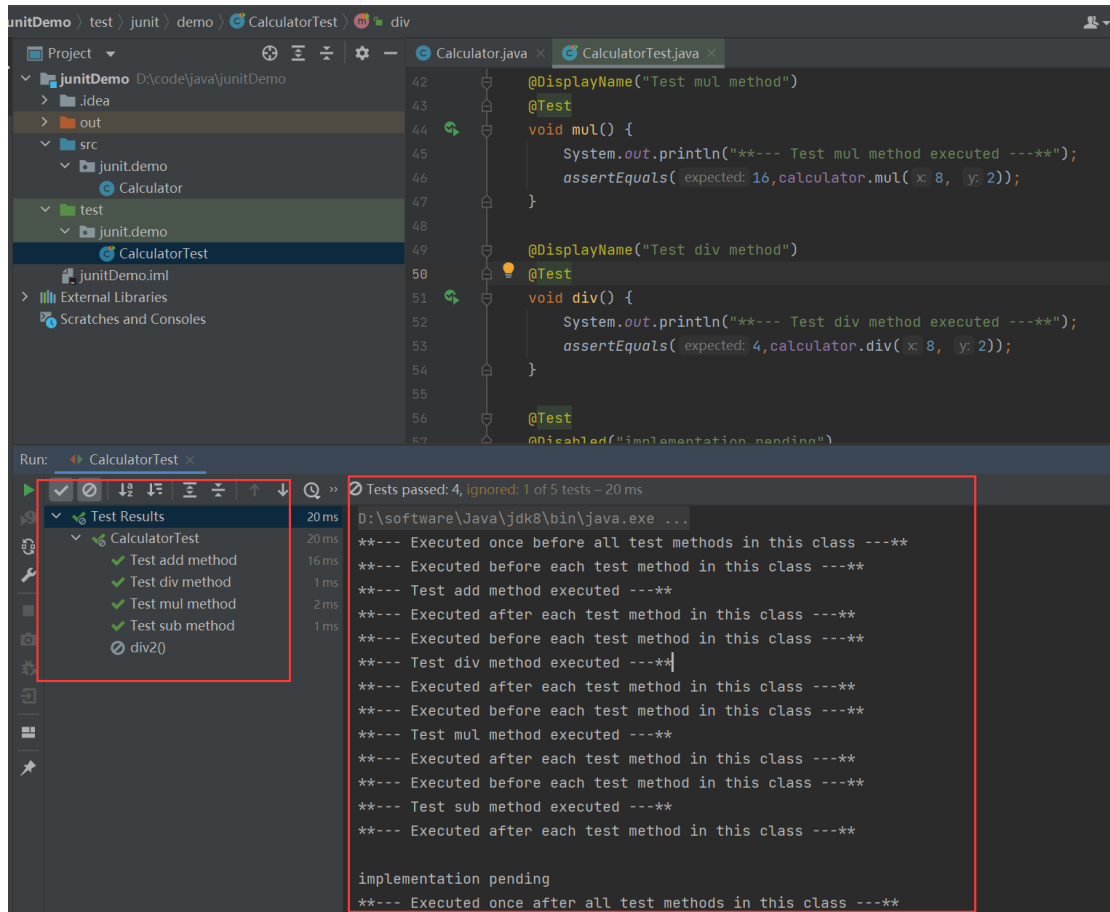 unitDemo 〉 test 〉 junit 〉 demo 〉 CalculatorTest 〉 m div
Project
Calculator.java × CalculatorTest.java ×
junitDemo D:\code\java\junitDemo
.idea
out
src
junit.demo
Calculator
test
junit.demo
CalculatorTest
junitDemo.iml
External Libraries
Scratches and Consoles
42 @DisplayName("Test mul method")
43 @Test
44 void mul() {
45 System.out.println("**--- Test mul method executed ---**");
46 assertEquals( expected: 16,calculator.mul( x: 8, y: 2));
47 }
48
49 @DisplayName("Test div method")
50 @Test
51 void div() {
52 System.out.println("**--- Test div method executed ---**");
53 assertEquals( expected: 4,calculator.div( x: 8, y: 2));
54 }
55
56 @Test
57 @Disabled("implementation pending")
Run: CalculatorTest ×
Tests passed: 4, ignored: 1 of 5 tests – 20 ms
Test Results 20 ms
CalculatorTest 20 ms
Test add method 16 ms
Test div method 1 ms
Test mul method 2 ms
Test sub method 1 ms
div2()
D:\software\Java\jdk8\bin\java.exe ...
**--- Executed once before all test methods in this class ---**
**--- Executed before each test method in this class ---**
**--- Test add method executed ---**
**--- Executed after each test method in this class ---**
**--- Executed before each test method in this class ---**
**--- Test div method executed ---**
**--- Executed after each test method in this class ---**
**--- Executed before each test method in this class ---**
**--- Test mul method executed ---**
**--- Executed after each test method in this class ---**
**--- Executed before each test method in this class ---**
**--- Test sub method executed ---**
**--- Executed after each test method in this class ---**
implementation pending
**--- Executed once after all test methods in this class ---**